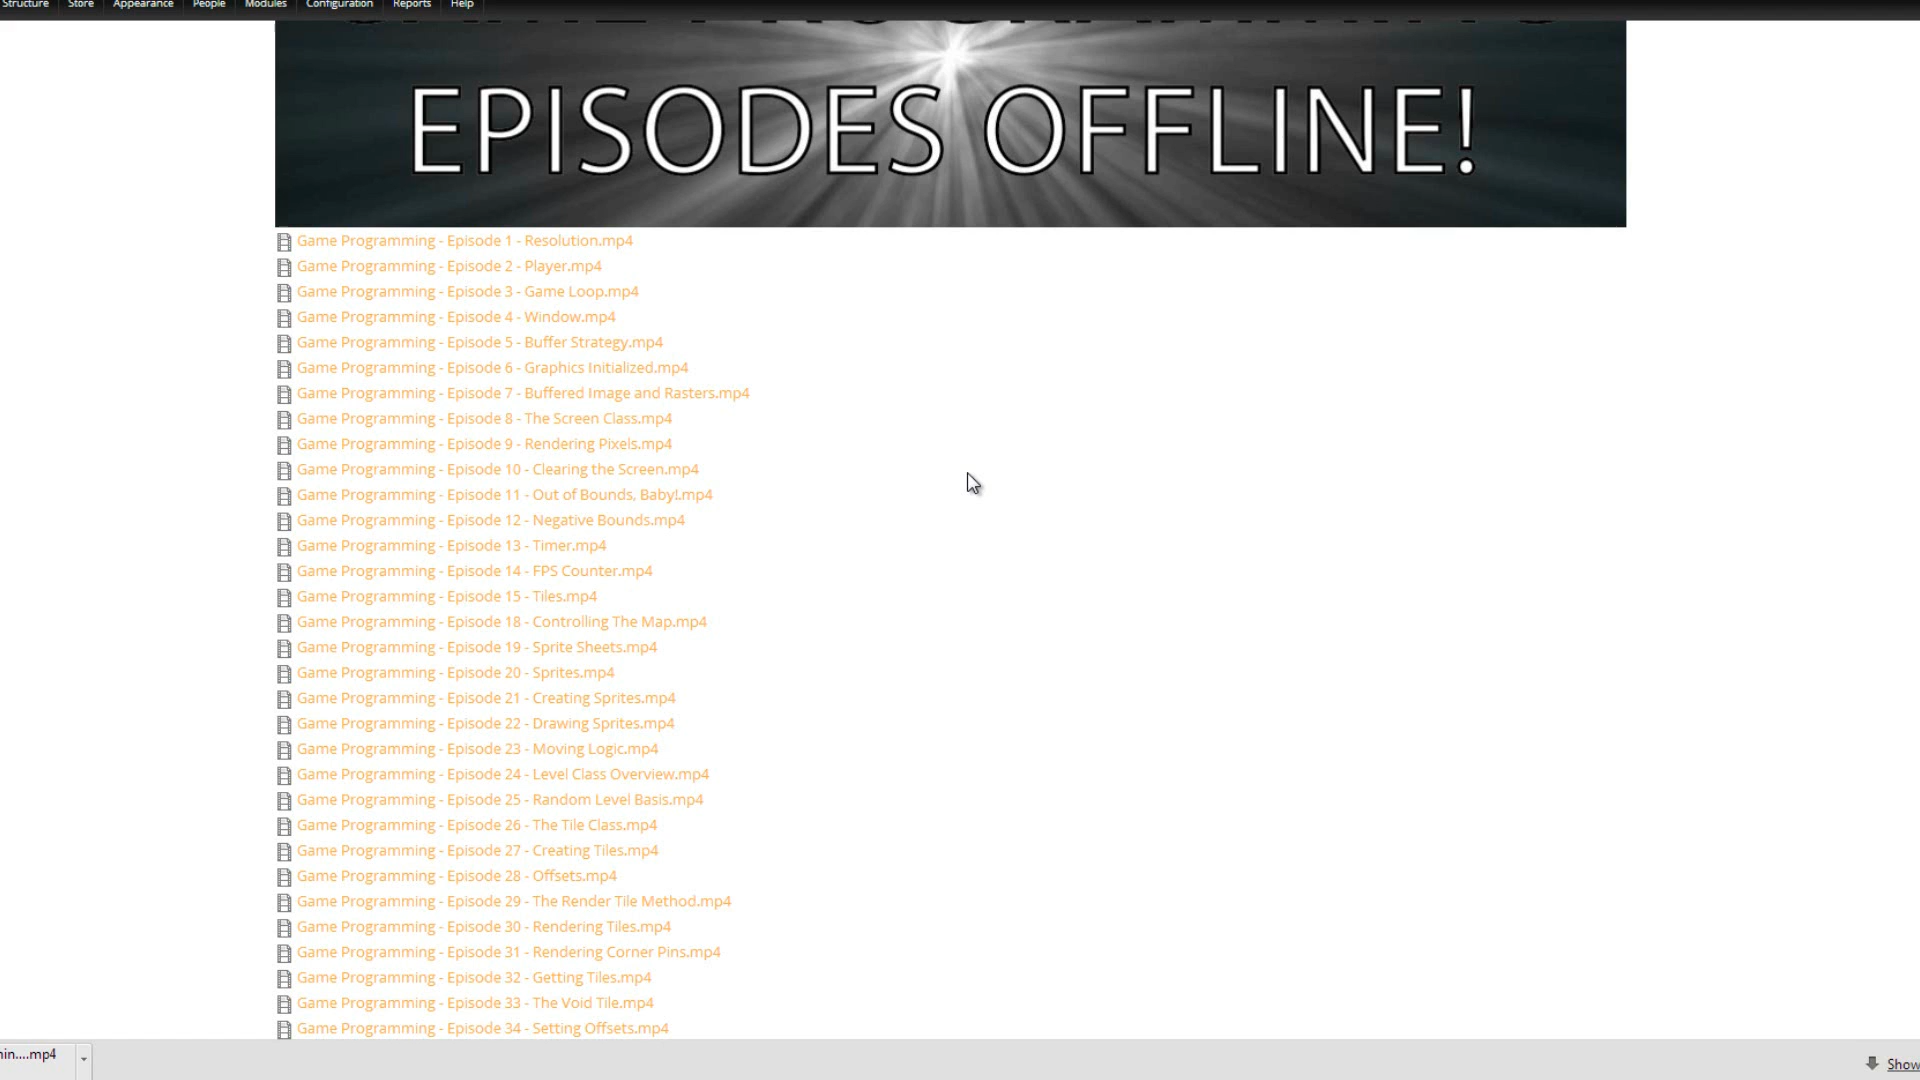 Structure Store Appearance People Modules Configuration Reports Help
EPISODES OFFLINE!
Game Programming - Episode 1 - Resolution.mp4
Game Programming - Episode 2 - Player.mp4
Game Programming - Episode 3 - Game Loop.mp4
Game Programming - Episode 4 - Window.mp4
Game Programming - Episode 5 - Buffer Strategy.mp4
Game Programming - Episode 6 - Graphics Initialized.mp4
Game Programming - Episode 7 - Buffered Image and Rasters.mp4
Game Programming - Episode 8 - The Screen Class.mp4
Game Programming - Episode 9 - Rendering Pixels.mp4
Game Programming - Episode 10 - Clearing the Screen.mp4
Game Programming - Episode 11 - Out of Bounds, Baby!.mp4
Game Programming - Episode 12 - Negative Bounds.mp4
Game Programming - Episode 13 - Timer.mp4
Game Programming - Episode 14 - FPS Counter.mp4
Game Programming - Episode 15 - Tiles.mp4
Game Programming - Episode 18 - Controlling The Map.mp4
Game Programming - Episode 19 - Sprite Sheets.mp4
Game Programming - Episode 20 - Sprites.mp4
Game Programming - Episode 21 - Creating Sprites.mp4
Game Programming - Episode 22 - Drawing Sprites.mp4
Game Programming - Episode 23 - Moving Logic.mp4
Game Programming - Episode 24 - Level Class Overview.mp4
Game Programming - Episode 25 - Random Level Basis.mp4
Game Programming - Episode 26 - The Tile Class.mp4
Game Programming - Episode 27 - Creating Tiles.mp4
Game Programming - Episode 28 - Offsets.mp4
Game Programming - Episode 29 - The Render Tile Method.mp4
Game Programming - Episode 30 - Rendering Tiles.mp4
Game Programming - Episode 31 - Rendering Corner Pins.mp4
Game Programming - Episode 32 - Getting Tiles.mp4
Game Programming - Episode 33 - The Void Tile.mp4
Game Programming - Episode 34 - Setting Offsets.mp4
nin....mp4 Show